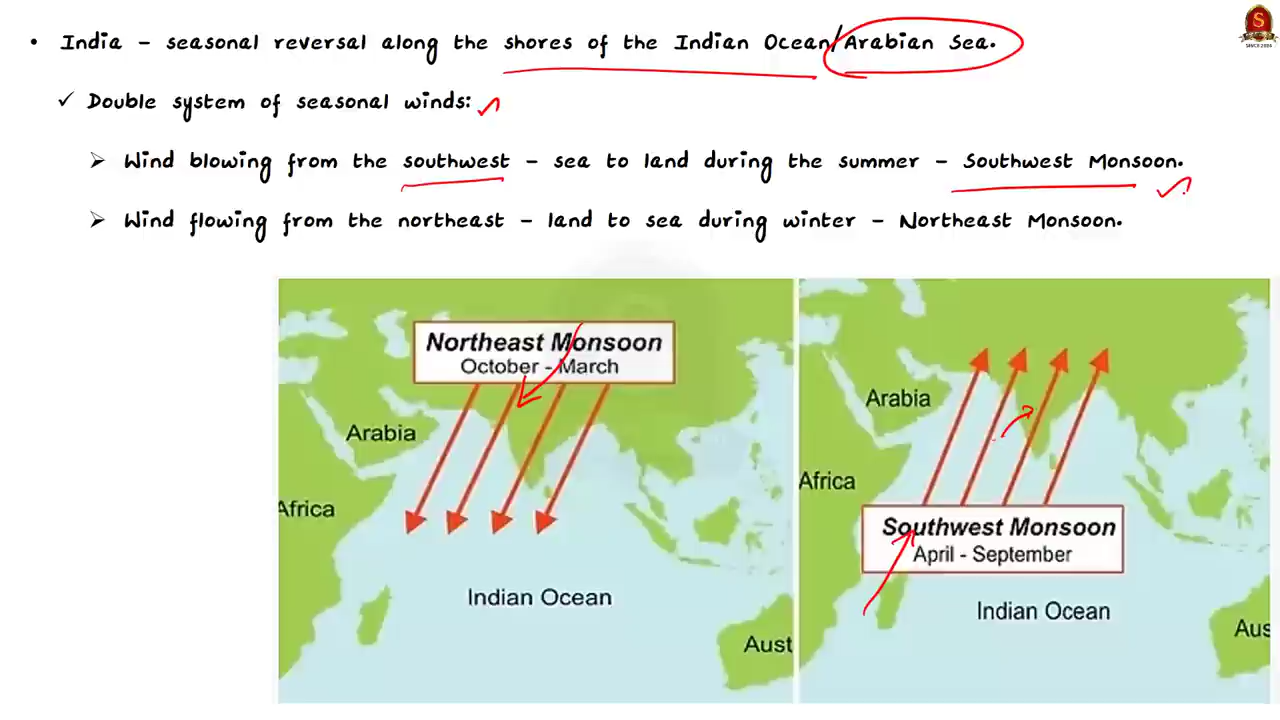 • India - seasonal reversal along the shores of the Indian Ocean/Arabian Sea.
✓ Double system of seasonal winds:
➢ Wind blowing from the southwest - sea to land during the summer - Southwest Monsoon.
➢ Wind flowing from the northeast - land to sea during winter - Northeast Monsoon.
Northeast Monsoon
October - March
Arabia
Africa
Indian Ocean
Aust
Arabia
Africa
Southwest Monsoon
April - September
Indian Ocean
Aus
S
SINCE 2004